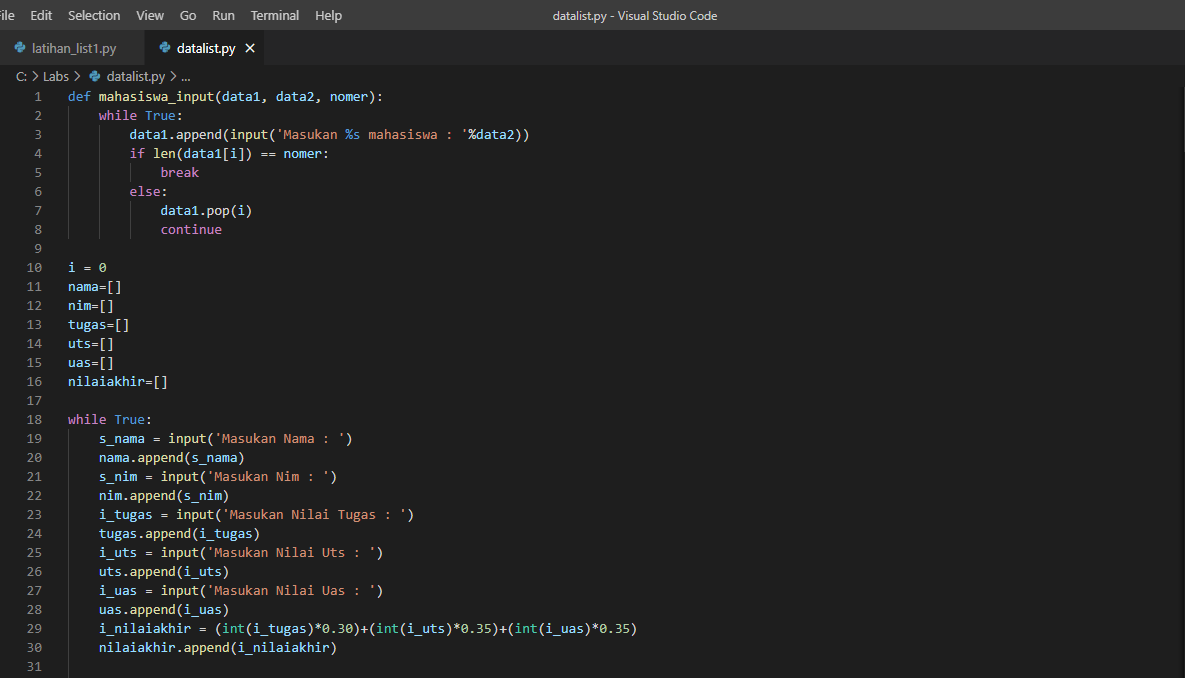 ile Edit Selection View Go Run Terminal Help datalist.py - Visual Studio Code
latihan_list1.py datalist.py ×
C: > Labs > datalist.py > ...
1 def mahasiswa_input(data1, data2, nomer):
2     while True:
3         data1.append(input('Masukan %s mahasiswa : '%data2))
4         if len(data1[i]) == nomer:
5             break
6         else:
7             data1.pop(i)
8             continue
9
10 i = 0
11 nama=[]
12 nim=[]
13 tugas=[]
14 uts=[]
15 uas=[]
16 nilaiakhir=[]
17
18 while True:
19     s_nama = input('Masukan Nama : ')
20     nama.append(s_nama)
21     s_nim = input('Masukan Nim : ')
22     nim.append(s_nim)
23     i_tugas = input('Masukan Nilai Tugas : ')
24     tugas.append(i_tugas)
25     i_uts = input('Masukan Nilai Uts : ')
26     uts.append(i_uts)
27     i_uas = input('Masukan Nilai Uas : ')
28     uas.append(i_uas)
29     i_nilaiakhir = (int(i_tugas)*0.30)+(int(i_uts)*0.35)+(int(i_uas)*0.35)
30     nilaiakhir.append(i_nilaiakhir)
31